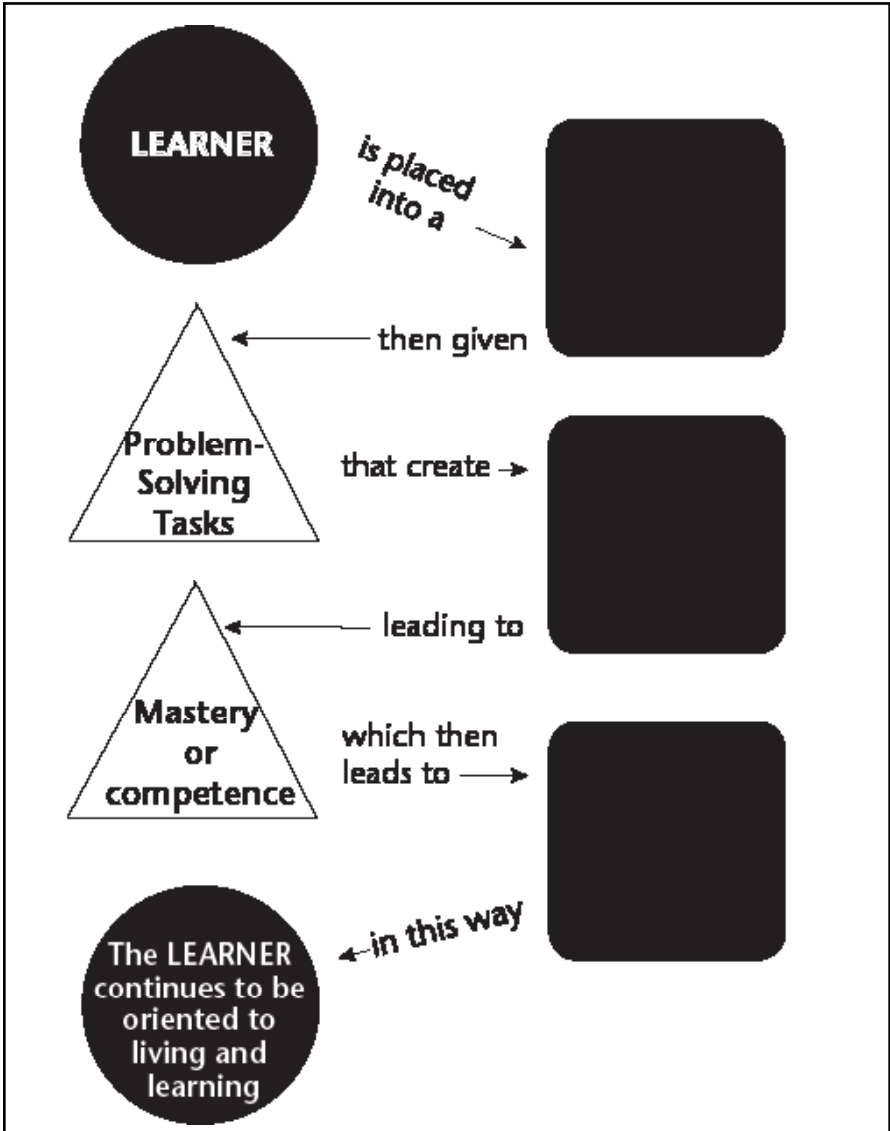 LEARNER
is placed
into a
then given
Problem-
Solving
Tasks
that create
leading to
Mastery
or
competence
which then
leads to
in this way
The LEARNER
continues to be
oriented to
living and
learning